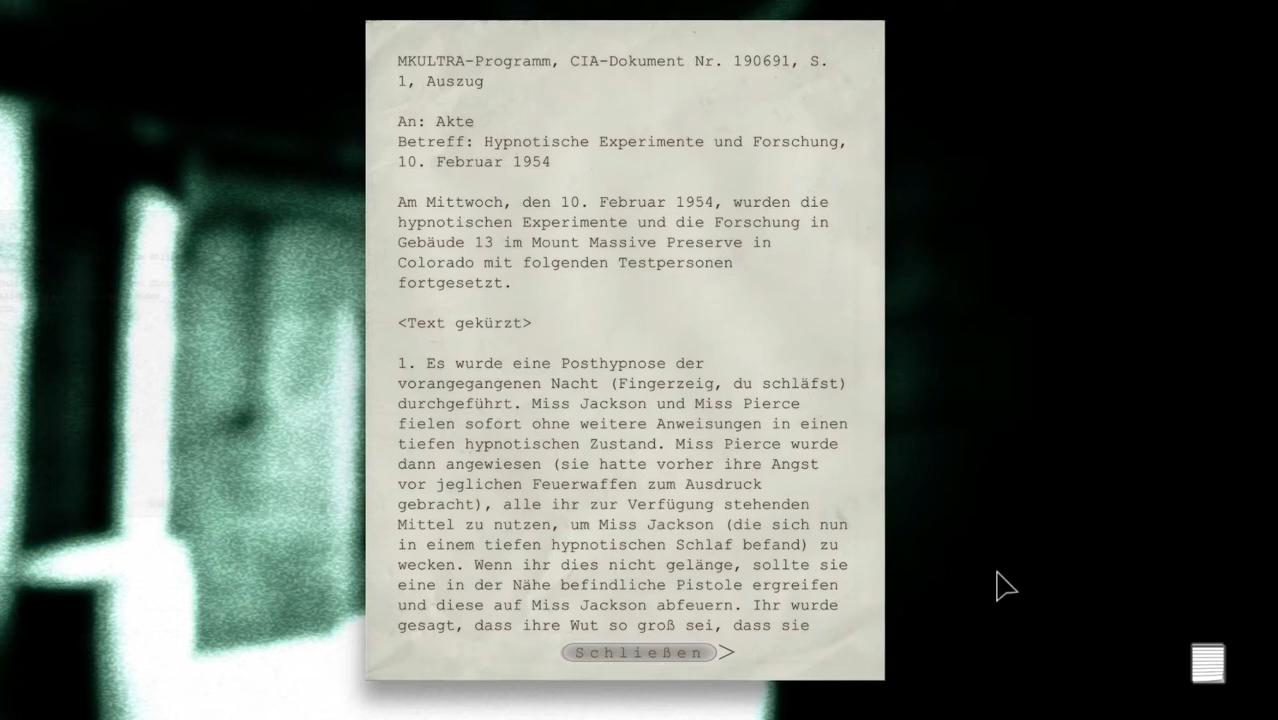 MKULTRA-Programm, CIA-Dokument Nr. 190691, S.
1, Auszug
An: Akte
Betreff: Hypnotische Experimente und Forschung,
10. Februar 1954
Am Mittwoch, den 10. Februar 1954, wurden die
hypnotischen Experimente und die Forschung in
Gebäude 13 im Mount Massive Preserve in
Colorado mit folgenden Testpersonen
fortgesetzt.
<Text gekürzt>
1. Es wurde eine Posthypnose der
vorangegangenen Nacht (Fingerzeig, du schläfst)
durchgeführt. Miss Jackson und Miss Pierce
fielen sofort ohne weitere Anweisungen in einen
tiefen hypnotischen Zustand. Miss Pierce wurde
dann angewiesen (sie hatte vorher ihre Angst
vor jeglichen Feuerwaffen zum Ausdruck
gebracht), alle ihr zur Verfügung stehenden
Mittel zu nutzen, um Miss Jackson (die sich nun
in einem tiefen hypnotischen Schlaf befand) zu
wecken. Wenn ihr dies nicht gelänge, sollte sie
eine in der Nähe befindliche Pistole ergreifen
und diese auf Miss Jackson abfeuern. Ihr wurde
gesagt, dass ihre Wut so groß sei, dass sie
Schließen >